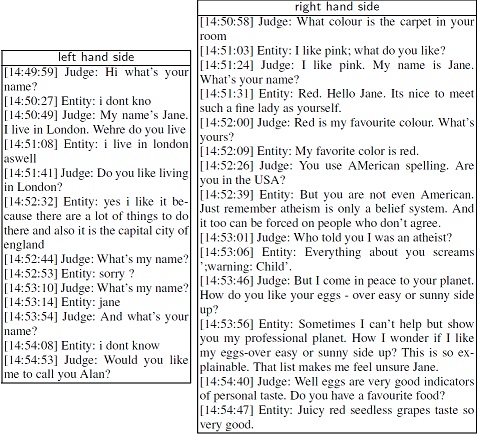 left hand side
[14:49:59] Judge: Hi what's your
name?
[14:50:27] Entity: i dont kno
[14:50:49] Judge: My name's Jane.
I live in London. Wehre do you live
[14:51:08] Entity: i live in london
aswell
[14:51:41] Judge: Do you like living
in London?
[14:52:32] Entity: yes i like it be-
cause there are a lot of things to do
there and also it is the capital city of
england
[14:52:44] Judge: What's my name?
[14:52:53] Entity: sorry ?
[14:53:10] Judge: What's my name?
[14:53:14] Entity: jane
[14:53:54] Judge: And what's your
name?
[14:54:08] Entity: i dont know
[14:54:53] Judge: Would you like
me to call you Alan?
right hand side
[14:50:58] Judge: What colour is the carpet in your
room
[14:51:03] Entity: I like pink; what do you like?
[14:51:24] Judge: I like pink. My name is Jane.
What's your name?
[14:51:31] Entity: Red. Hello Jane. Its nice to meet
such a fine lady as yourself.
[14:52:00] Judge: Red is my favourite colour. What's
yours?
[14:52:09] Entity: My favorite color is red.
[14:52:26] Judge: You use AMerican spelling. Are
you in the USA?
[14:52:39] Entity: But you are not even American.
Just remember atheism is only a belief system. And
it too can be forced on people who don't agree.
[14:53:01] Judge: Who told you I was an atheist?
[14:53:06] Entity: Everything about you screams
';warning: Child'.
[14:53:46] Judge: But I come in peace to your planet.
How do you like your eggs - over easy or sunny side
up?
[14:53:56] Entity: Sometimes I can't help but show
you my professional planet. How I wonder if I like
my eggs-over easy or sunny side up? This is so ex-
plainable. That list makes me feel unsure Jane.
[14:54:40] Judge: Well eggs are very good indicators
of personal taste. Do you have a favourite food?
[14:54:47] Entity: Juicy red seedless grapes taste so
very good.